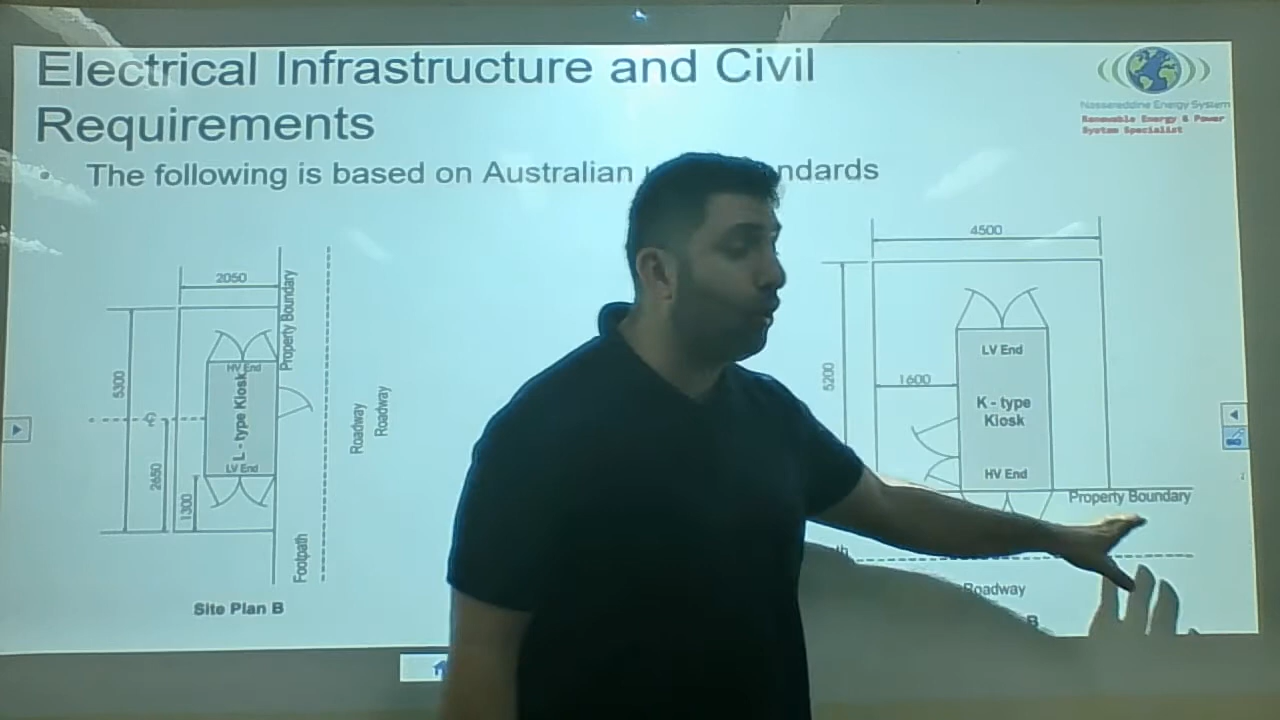 Electrical Infrastructure and Civil
Requirements
Nassereddine Energy System
Renewable Energy & Power
System Specialist
• The following is based on Australian ndards
2050
Property Boundary
HV End
L - type Kiosk
LV End
5300
2650
1300
Roadway
Roadway
Footpath
Site Plan B
4500
5200
1600
LV End
K - type
Kiosk
HV End
Property Boundary
th
Roadway
B